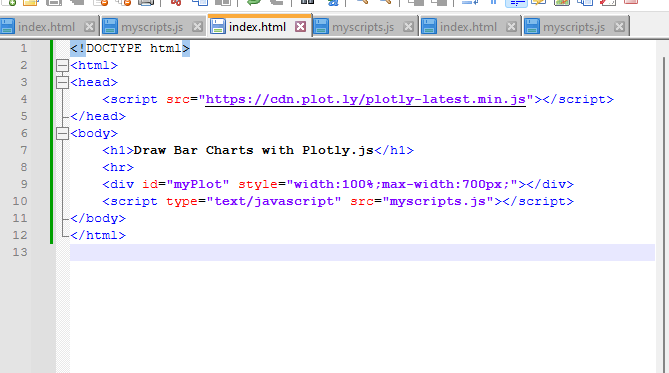 index.html myscripts.js index.html myscripts.js index.html myscripts.js
1 <!DOCTYPE html>
2 <html>
3 <head>
4 <script src="https://cdn.plot.ly/plotly-latest.min.js"></script>
5 </head>
6 <body>
7 <h1>Draw Bar Charts with Plotly.js</h1>
8 <hr>
9 <div id="myPlot" style="width:100%;max-width:700px;"></div>
10 <script type="text/javascript" src="myscripts.js"></script>
11 </body>
12 </html>
13